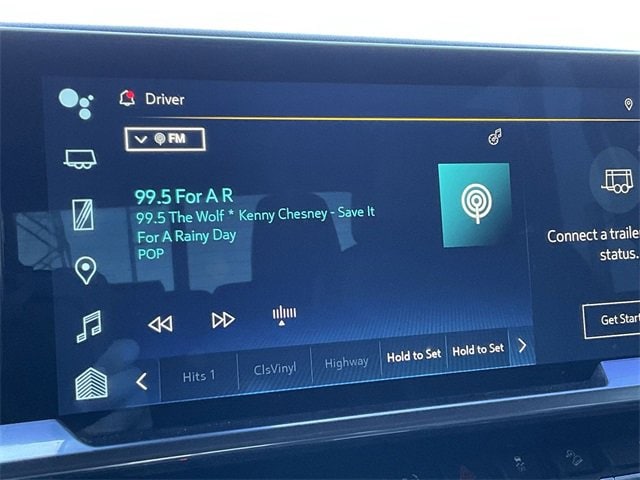 Driver
FM
99.5 For A R
99.5 The Wolf * Kenny Chesney - Save It
For A Rainy Day
POP
Connect a traile
status.
Get Start
Hits 1
ClsVinyl
Highway
Hold to Set
Hold to Set